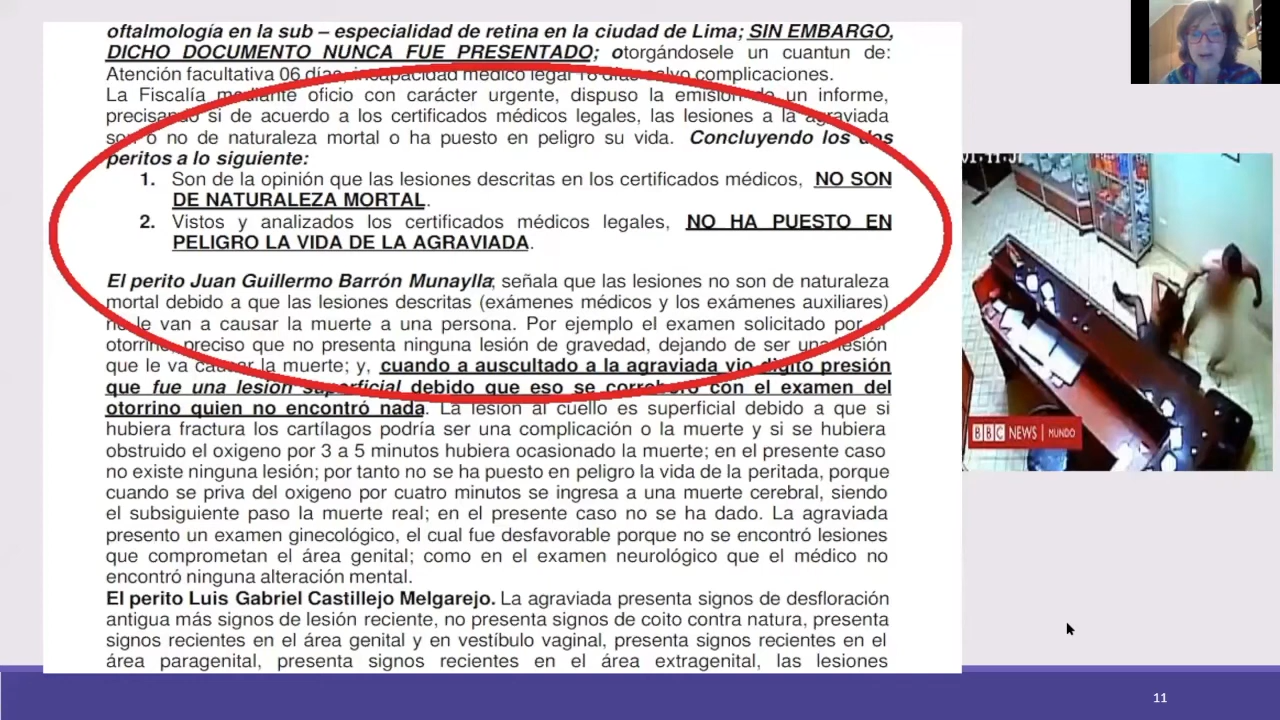 oftalmología en la sub – especialidad de retina en la ciudad de Lima; SIN EMBARGO,
DICHO DOCUMENTO NUNCA FUE PRESENTADO; otorgándosele un cuantun de:
Atención facultativa 06 días, incapacidad médico legal días salvo complicaciones.
La Fiscalía mediante oficio con carácter urgente, dispuso la emisión de un informe,
precisando si de acuerdo a los certificados médicos legales, las lesiones a la agraviada
son o no de naturaleza mortal o ha puesto en peligro su vida. Concluyendo los dos
peritos a lo siguiente:
1. Son de la opinión que las lesiones descritas en los certificados médicos, NO SON
DE NATURALEZA MORTAL.
2. Vistos y analizados los certificados médicos legales, NO HA PUESTO EN
PELIGRO LA VIDA DE LA AGRAVIADA.
El perito Juan Guillermo Barrón Munaylla; señala que las lesiones no son de naturaleza
mortal debido a que las lesiones descritas (exámenes médicos y los exámenes auxiliares)
no le van a causar la muerte a una persona. Por ejemplo el examen solicitado por el
otorrino, preciso que no presenta ninguna lesión de gravedad, dejando de ser una lesión
que le va causar la muerte; y, cuando a auscultado a la agraviada vio digito presión
que fue una lesión superficial debido que eso se corroboró con el examen del
otorrino quien no encontró nada. La lesión al cuello es superficial debido a que si
hubiera fractura los cartílagos podría ser una complicación o la muerte y si se hubiera
obstruido el oxigeno por 3 a 5 minutos hubiera ocasionado la muerte; en el presente caso
no existe ninguna lesión; por tanto no se ha puesto en peligro la vida de la peritada, porque
cuando se priva del oxigeno por cuatro minutos se ingresa a una muerte cerebral, siendo
el subsiguiente paso la muerte real; en el presente caso no se ha dado. La agraviada
presento un examen ginecológico, el cual fue desfavorable porque no se encontró lesiones
que comprometan el área genital; como en el examen neurológico que el médico no
encontró ninguna alteración mental.
El perito Luis Gabriel Castillejo Melgarejo. La agraviada presenta signos de desfloración
antigua más signos de lesión reciente, no presenta signos de coito contra natura, presenta
signos recientes en el área genital y en vestíbulo vaginal, presenta signos recientes en el
área paragenital, presenta signos recientes en el área extragenital, las lesiones
BBC NEWS | MUNDO
11